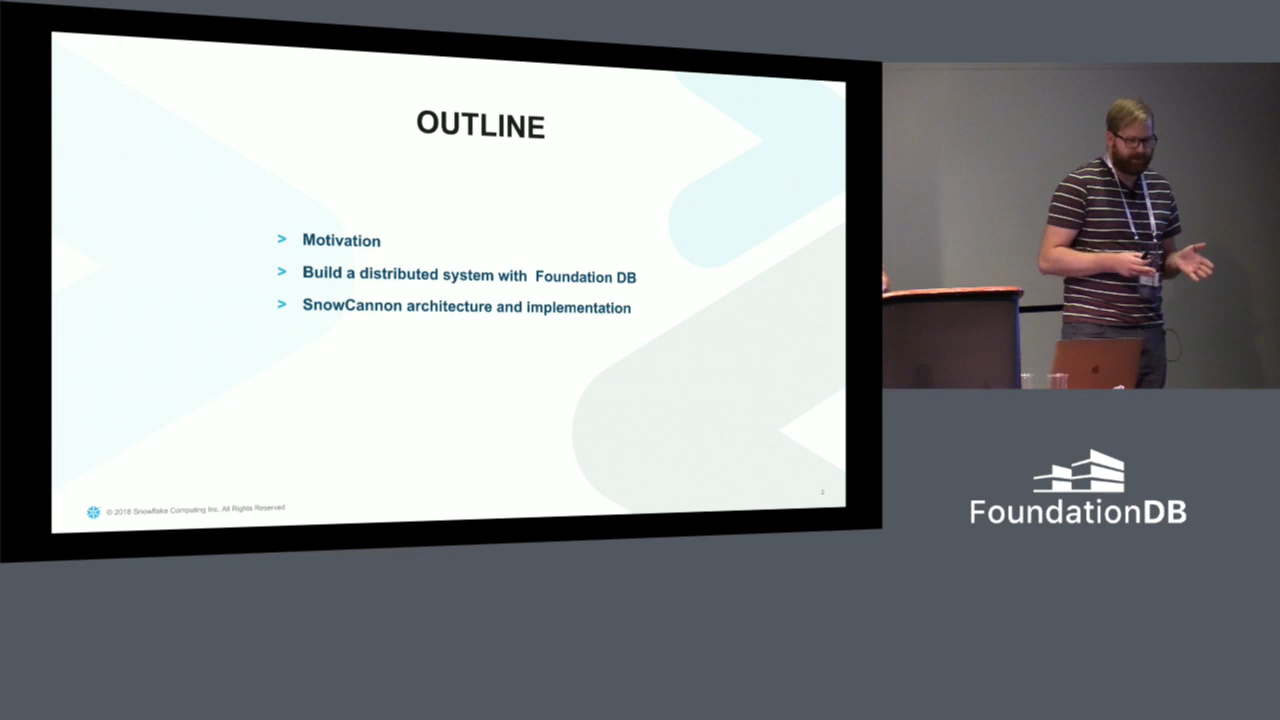 OUTLINE
> Motivation
> Build a distributed system with  Foundation DB
> SnowCannon architecture and implementation
© 2018 Snowflake Computing Inc. All Rights Reserved
2
FoundationDB